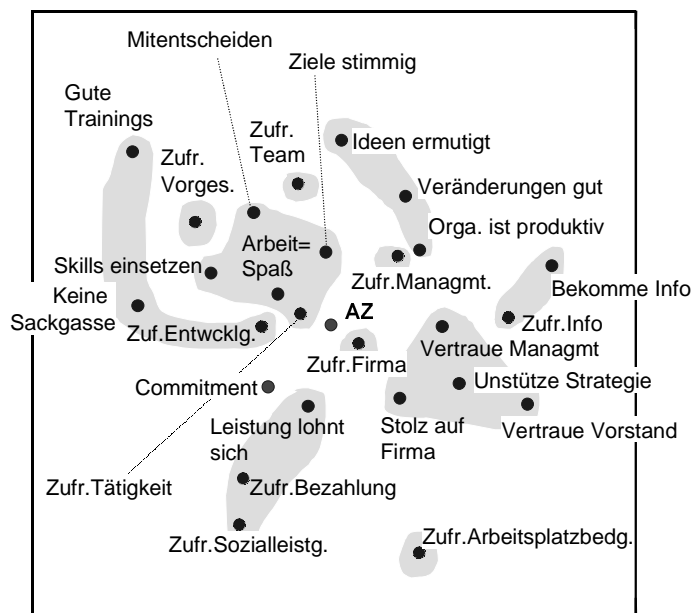 Mitentscheiden
Ziele stimmig
Gute
Trainings
Zufr.
Team
Ideen ermutigt
Zufr.
Vorges.
Veränderungen gut
Orga. ist produktiv
Arbeit=
Spaß
Skills einsetzen
Zufr.Managmt.
Bekomme Info
Keine
Sackgasse
AZ
Zufr.Info
Zuf.Entwcklg.
Vertraue Managmt
Zufr.Firma
Commitment
Unstütze Strategie
Leistung lohnt
sich
Stolz auf
Firma
Vertraue Vorstand
Zufr.Tätigkeit
Zufr.Bezahlung
Zufr.Sozialleistg.
Zufr.Arbeitsplatzbedg.